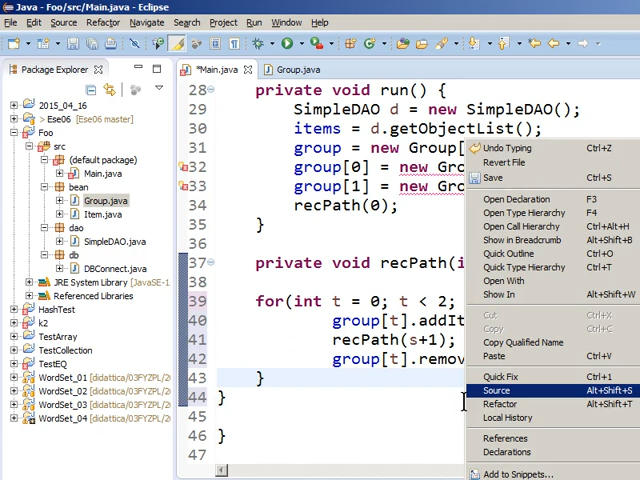 Java - Foo/src/Main.java - Eclipse
File Edit Source Refactor Navigate Search Project Run Window Help
Package Explorer
*Main.java
Group.java
2015_04_16
> Ese06 [Ese06 master]
Foo
src
(default package)
Main.java
bean
Group.java
Item.java
dao
SimpleDAO.java
db
DBConnect.java
JRE System Library [JavaSE-1
Referenced Libraries
HashTest
k2
TestArray
TestCollection
TestEQ
WordSet_01 [didattica/03FYZPL/20
WordSet_02 [didattica/03FYZPL/20
WordSet_03 [didattica/03FYZPL/20
WordSet_04 [didattica/03FYZPL/20
28 private void run() {
29 SimpleDAO d = new SimpleDAO();
30 items = d.getObjectList();
31 group = new Group[
32 group[0] = new Gro
33 group[1] = new Gro
34 recPath(0);
35 }
36
37 private void recPath(i
38
39 for(int t = 0; t < 2;
40 group[t].addIt
41 recPath(s+1);
42 group[t].remov
43 }
44 }
45
46 }
47
Undo Typing Ctrl+Z
Revert File
Save Ctrl+S
Open Declaration F3
Open Type Hierarchy F4
Open Call Hierarchy Ctrl+Alt+H
Show in Breadcrumb Alt+Shift+B
Quick Outline Ctrl+O
Quick Type Hierarchy Ctrl+T
Open With
Show In Alt+Shift+W
Cut Ctrl+X
Copy Ctrl+C
Copy Qualified Name
Paste Ctrl+V
Quick Fix Ctrl+1
Source Alt+Shift+S
Refactor Alt+Shift+T
Local History
References
Declarations
Add to Snippets...